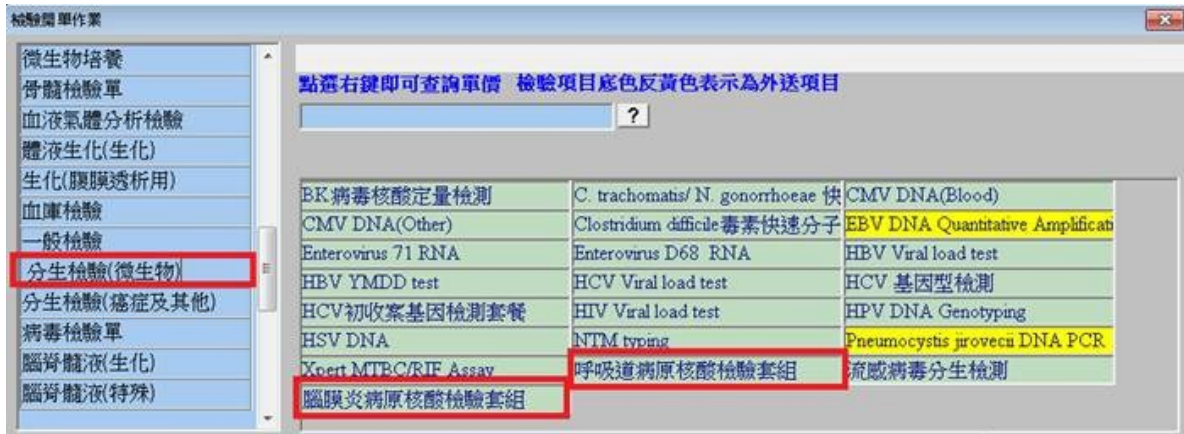 檢驗開單作業
微生物培養
骨髓檢驗單
血液氣體分析檢驗
體液生化(生化)
生化(腹膜透析用)
血庫檢驗
一般檢驗
分生檢驗(微生物)
分生檢驗(癌症及其他)
病毒檢驗單
腦脊髓液(生化)
腦脊髓液(特殊)
點選右鍵即可查詢單價 檢驗項目底色反黃色表示為外送項目
?
BK病毒核酸定量檢測 C. trachomatis/ N. gonorrhoeae 快 CMV DNA(Blood)
CMV DNA(Other) Clostridium difficile毒素快速分子 EBV DNA Quantitative Amplificati
Enterovirus 71 RNA Enterovirus D68 RNA HBV Viral load test
HBV YMDD test HCV Viral load test HCV 基因型檢測
HCV初收案基因檢測套餐 HIV Viral load test HPV DNA Genotyping
HSV DNA NTM typing Pneumocystis jirovecii DNA PCR
Xpert MTBC/RIF Assay 呼吸道病原核酸檢驗套組 流感病毒分生檢測
腦膜炎病原核酸檢驗套組